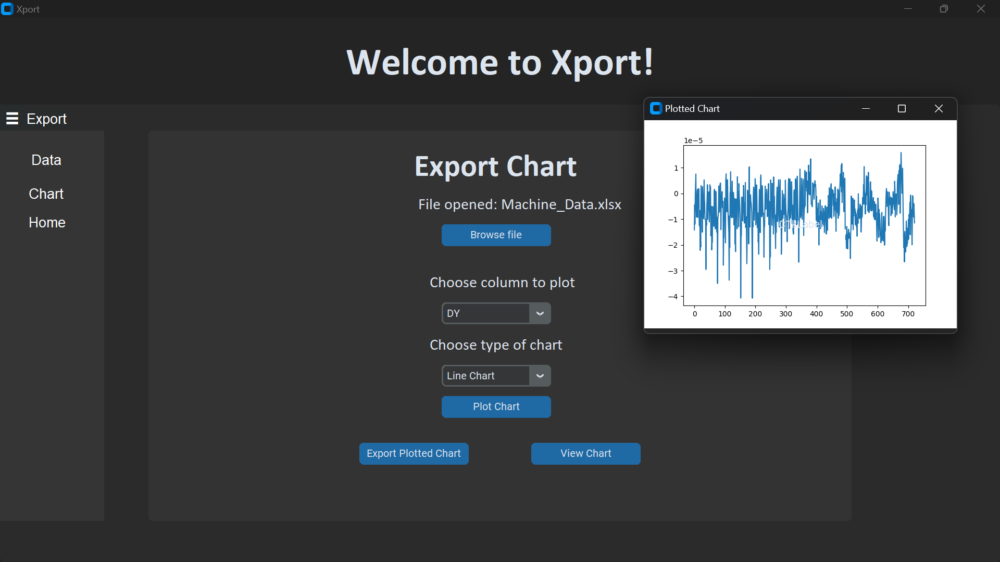 Xport
Welcome to Xport!
Export
Data
Chart
Home
Export Chart
File opened: Machine_Data.xlsx
Browse file
Choose column to plot
DY
Choose type of chart
Line Chart
Plot Chart
Export Plotted Chart
View Chart
Plotted Chart
1e−5
1
0
−1
−2
−3
−4
CTkLabel
0 100 200 300 400 500 600 700